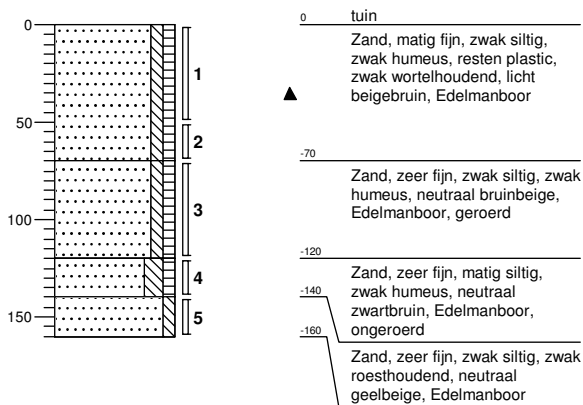 0
50
100
150
1
2
3
4
5
0 tuin
Zand, matig fijn, zwak siltig,
zwak humeus, resten plastic,
zwak wortelhoudend, licht
beigebruin, Edelmanboor
-70
Zand, zeer fijn, zwak siltig, zwak
humeus, neutraal bruinbeige,
Edelmanboor, geroerd
-120
Zand, zeer fijn, matig siltig,
zwak humeus, neutraal
zwartbruin, Edelmanboor,
ongeroerd
-140
-160
Zand, zeer fijn, zwak siltig, zwak
roesthoudend, neutraal
geelbeige, Edelmanboor